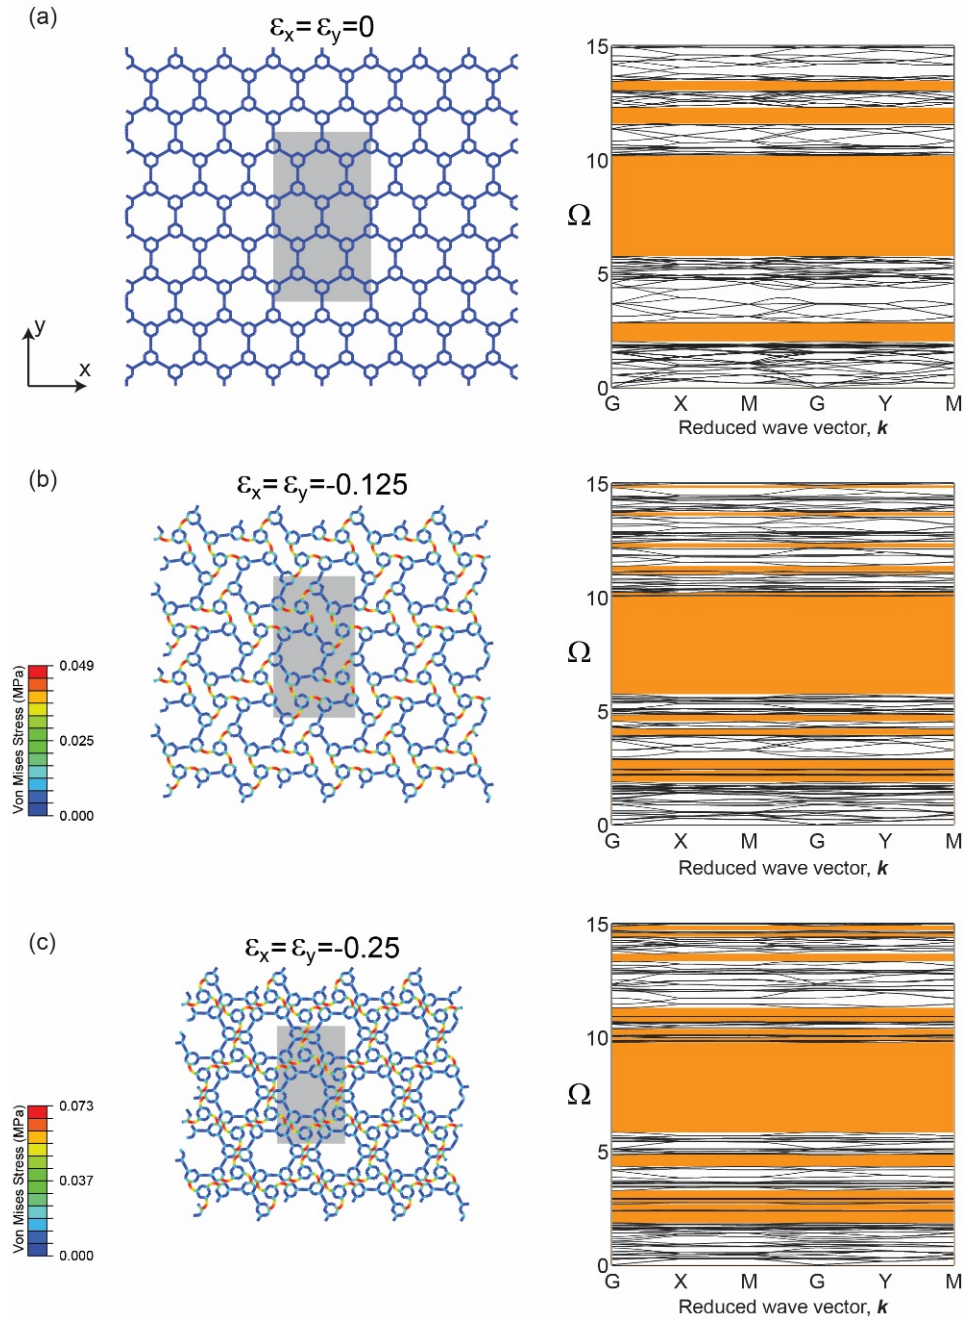 (a)
εx= εy=0
y
x
15
10
Ω
5
0
G X M G Y M
Reduced wave vector, k
(b)
εx= εy=-0.125
Von Mises Stress (MPa)
0.049
0.025
0.000
15
10
Ω
5
0
G X M G Y M
Reduced wave vector, k
(c)
εx= εy=-0.25
Von Mises Stress (MPa)
0.073
0.037
0.000
15
10
Ω
5
0
G X M G Y M
Reduced wave vector, k